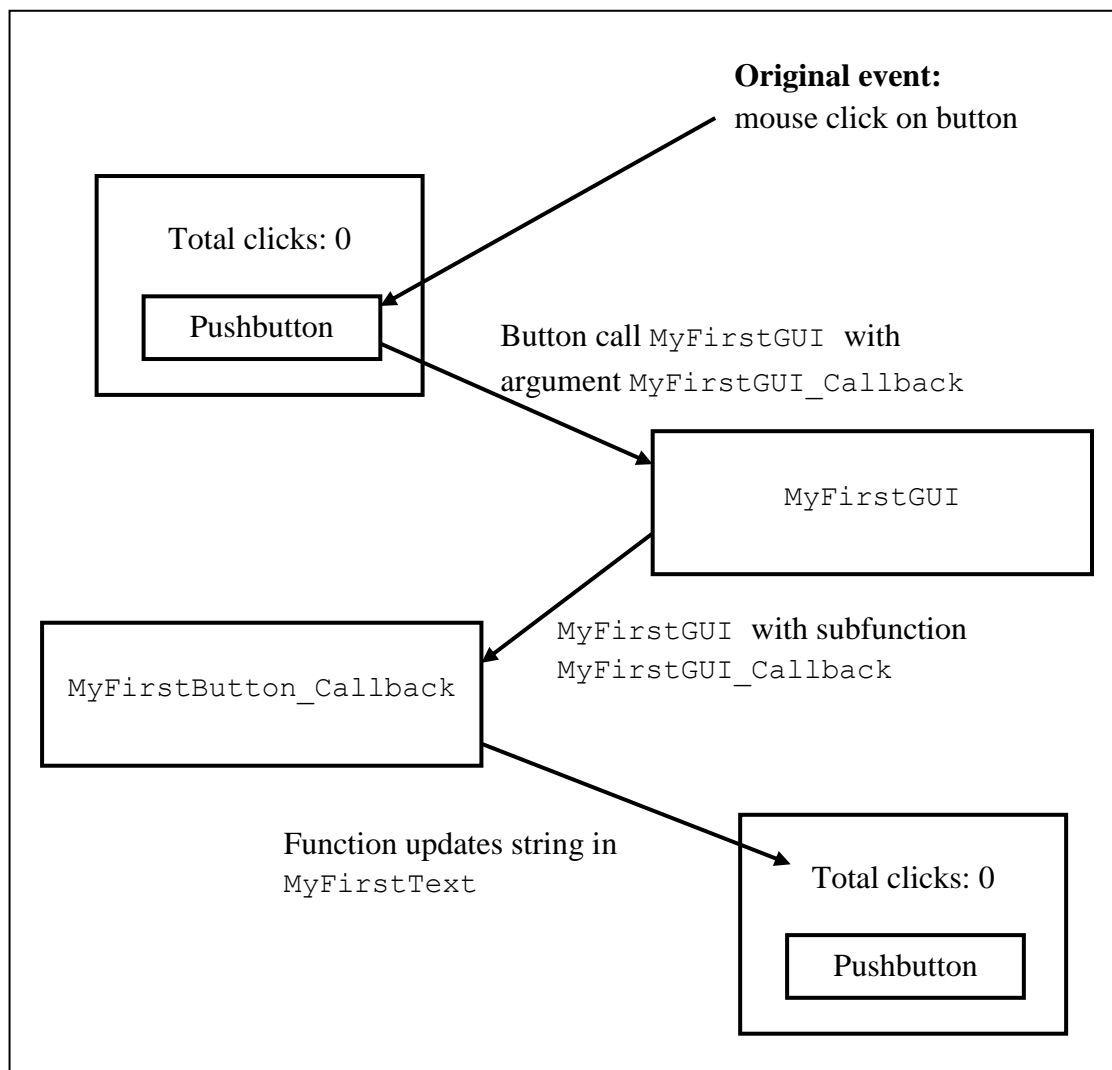 Original event:
mouse click on button
Total clicks: 0
Pushbutton
Button call MyFirstGUI with
argument MyFirstGUI_Callback
MyFirstGUI
MyFirstGUI with subfunction
MyFirstGUI_Callback
MyFirstButton_Callback
Function updates string in
MyFirstText
Total clicks: 0
Pushbutton